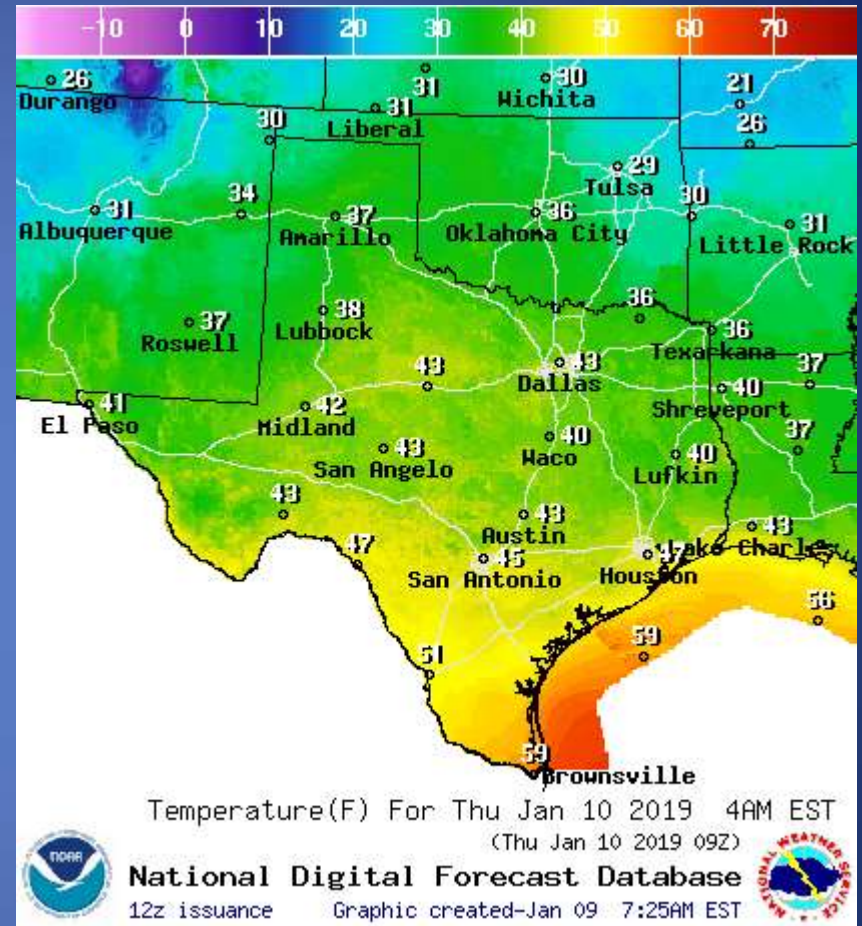 -10 0 10 20 30 40 50 60 70
26 31 30 21
Durango Wichita
31
Liberal
30 26
29
Tulsa
31 34 37 36 30 31
Albuquerque Amarillo Oklahoma City Little Rock
38 36
37 Lubbock 36
Roswell Texarkana
43 43 37
Dallas 40
41 42 Shreveport
El Paso Midland
43 40 40 37
San Angelo Waco Lufkin
43 43 43
Austin
47 45 47 Lake Charl
San Antonio Houston
56
51 59
59
Brownsville
Temperature(F) For Thu Jan 10 2019 4AM EST
(Thu Jan 10 2019 09Z)
NOAA
National Digital Forecast Database
12z issuance Graphic created-Jan 09 7:25AM EST
NATIONAL WEATHER SERVICE